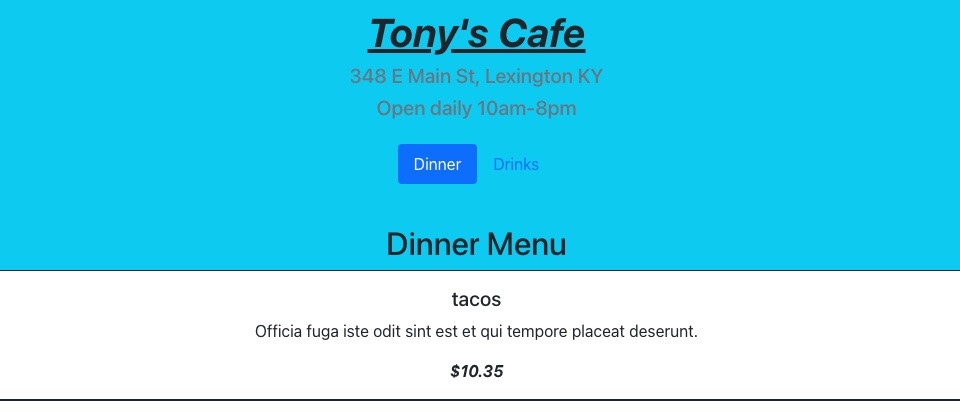 Tony's Cafe
348 E Main St, Lexington KY
Open daily 10am-8pm
Dinner Drinks
Dinner Menu
tacos
Officia fuga iste odit sint est et qui tempore placeat deserunt.
$10.35